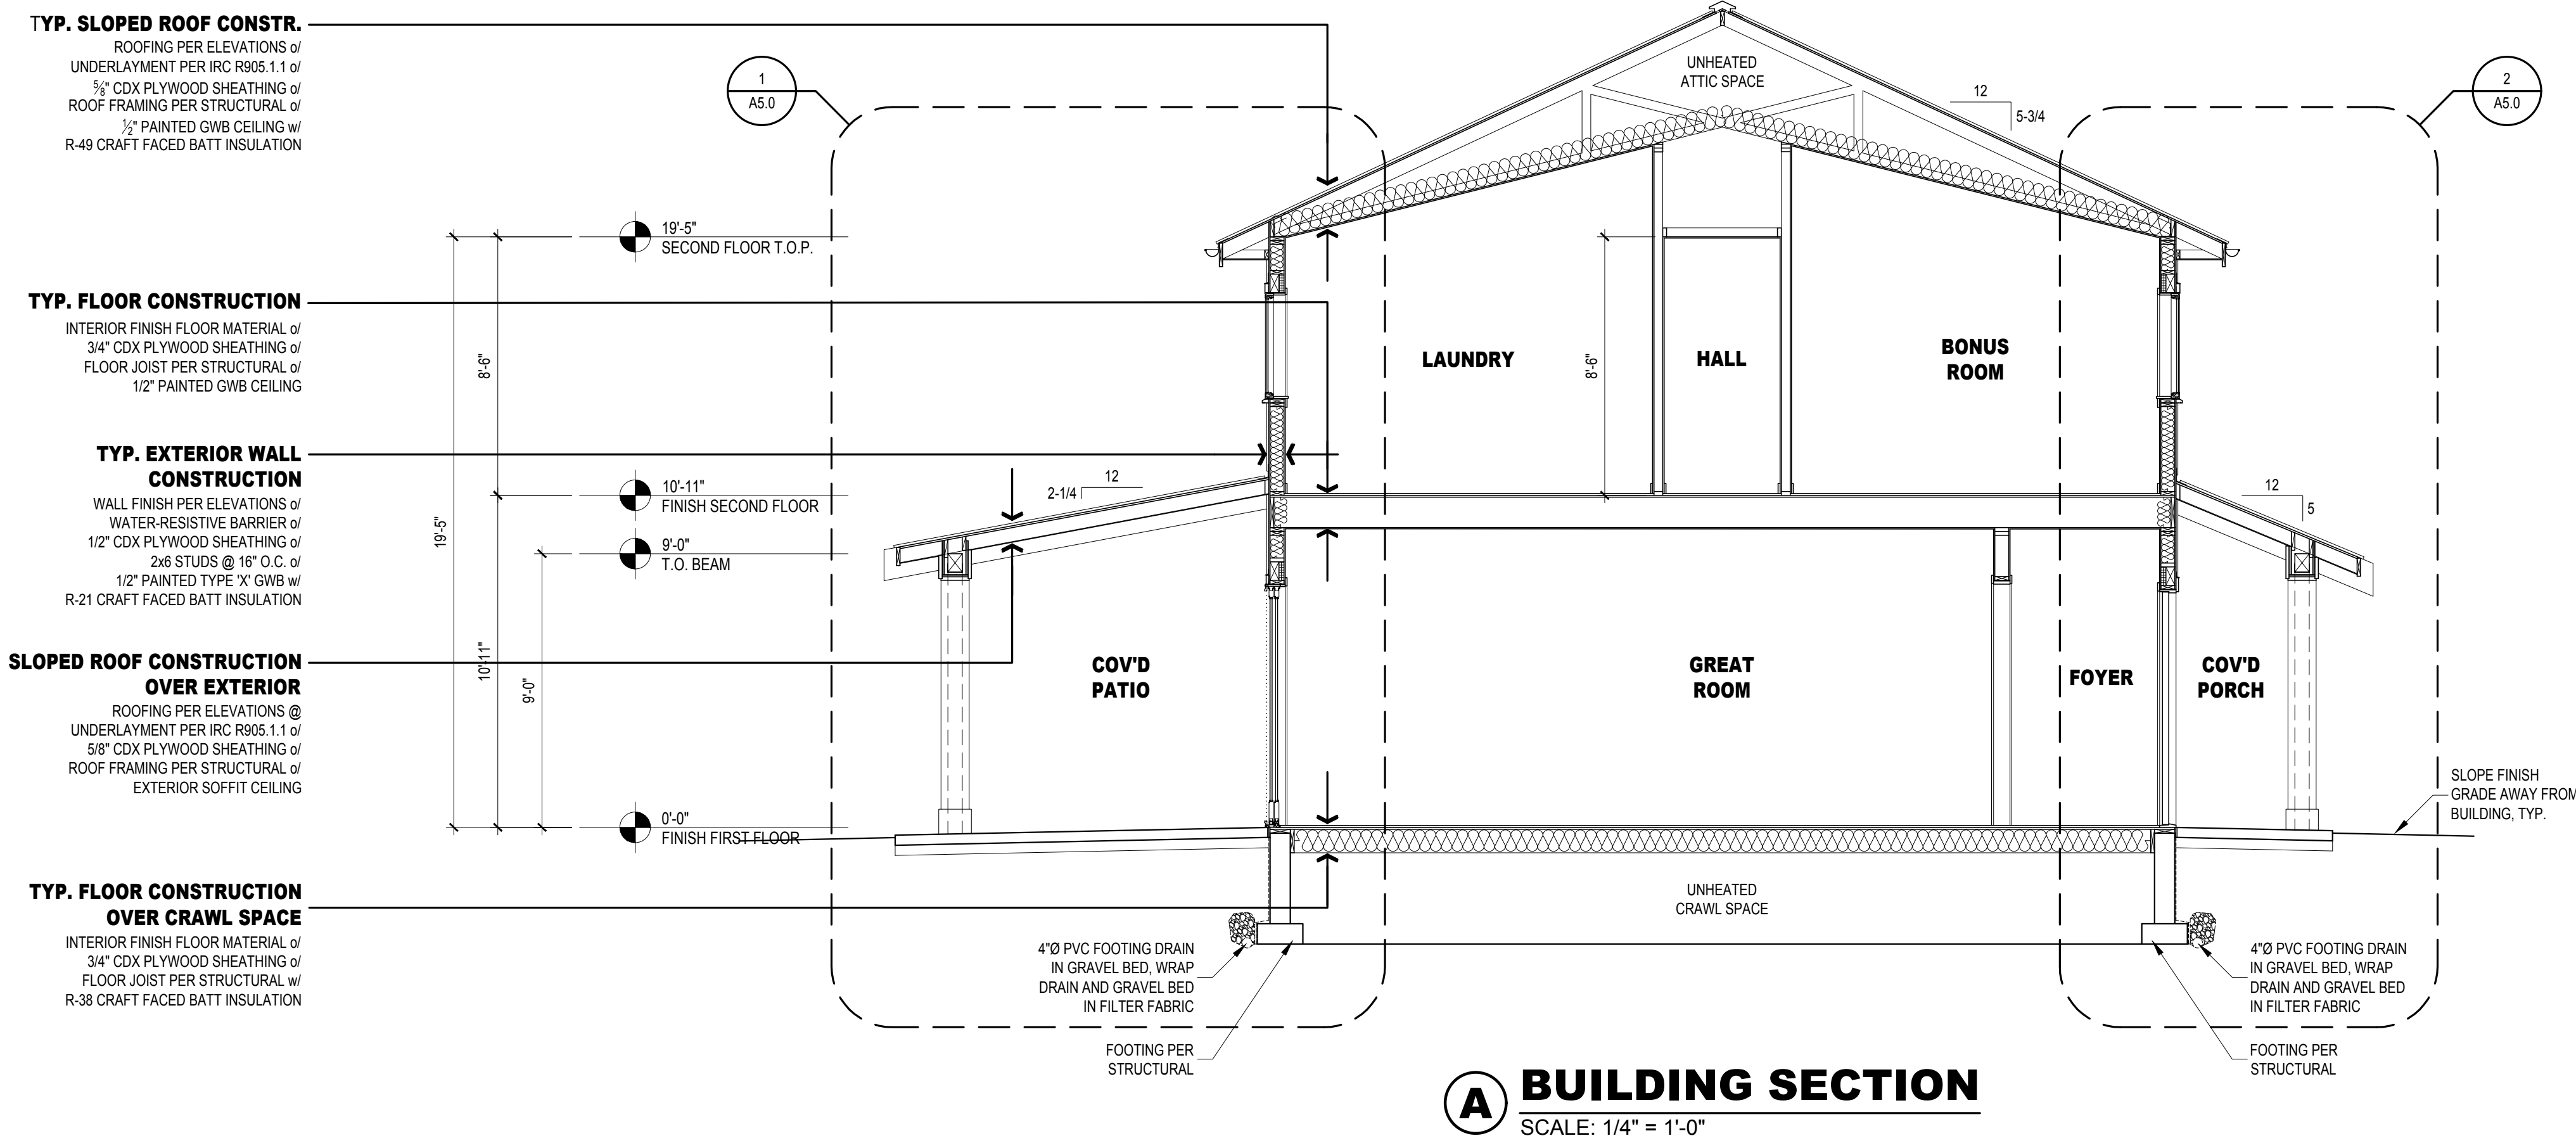 TYP. SLOPED ROOF CONSTR.
ROOFING PER ELEVATIONS o/
UNDERLAYMENT PER IRC R905.1.1 o/
5/8" CDX PLYWOOD SHEATHING o/
ROOF FRAMING PER STRUCTURAL o/
1/2" PAINTED GWB CEILING w/
R-49 CRAFT FACED BATT INSULATION
TYP. FLOOR CONSTRUCTION
INTERIOR FINISH FLOOR MATERIAL o/
3/4" CDX PLYWOOD SHEATHING o/
FLOOR JOIST PER STRUCTURAL o/
1/2" PAINTED GWB CEILING
TYP. EXTERIOR WALL
CONSTRUCTION
WALL FINISH PER ELEVATIONS o/
WATER-RESISTIVE BARRIER o/
1/2" CDX PLYWOOD SHEATHING o/
2x6 STUDS @ 16" O.C. o/
1/2" PAINTED TYPE 'X' GWB w/
R-21 CRAFT FACED BATT INSULATION
SLOPED ROOF CONSTRUCTION
OVER EXTERIOR
ROOFING PER ELEVATIONS @
UNDERLAYMENT PER IRC R905.1.1 o/
5/8" CDX PLYWOOD SHEATHING o/
ROOF FRAMING PER STRUCTURAL o/
EXTERIOR SOFFIT CEILING
TYP. FLOOR CONSTRUCTION
OVER CRAWL SPACE
INTERIOR FINISH FLOOR MATERIAL o/
3/4" CDX PLYWOOD SHEATHING o/
FLOOR JOIST PER STRUCTURAL w/
R-38 CRAFT FACED BATT INSULATION
19'-5"
8'-6"
10'-11"
9'-0"
19'-5"
SECOND FLOOR T.O.P.
10'-11"
FINISH SECOND FLOOR
9'-0"
T.O. BEAM
0'-0"
FINISH FIRST FLOOR
1
A5.0
2
A5.0
UNHEATED
ATTIC SPACE
12
5-3/4
12
2-1/4
12
5
LAUNDRY
8'-6"
HALL
BONUS
ROOM
COV'D
PATIO
GREAT
ROOM
FOYER
COV'D
PORCH
SLOPE FINISH
GRADE AWAY FROM
BUILDING, TYP.
UNHEATED
CRAWL SPACE
4"Ø PVC FOOTING DRAIN
IN GRAVEL BED, WRAP
DRAIN AND GRAVEL BED
IN FILTER FABRIC
FOOTING PER
STRUCTURAL
4"Ø PVC FOOTING DRAIN
IN GRAVEL BED, WRAP
DRAIN AND GRAVEL BED
IN FILTER FABRIC
FOOTING PER
STRUCTURAL
A
BUILDING SECTION
SCALE: 1/4" = 1'-0"